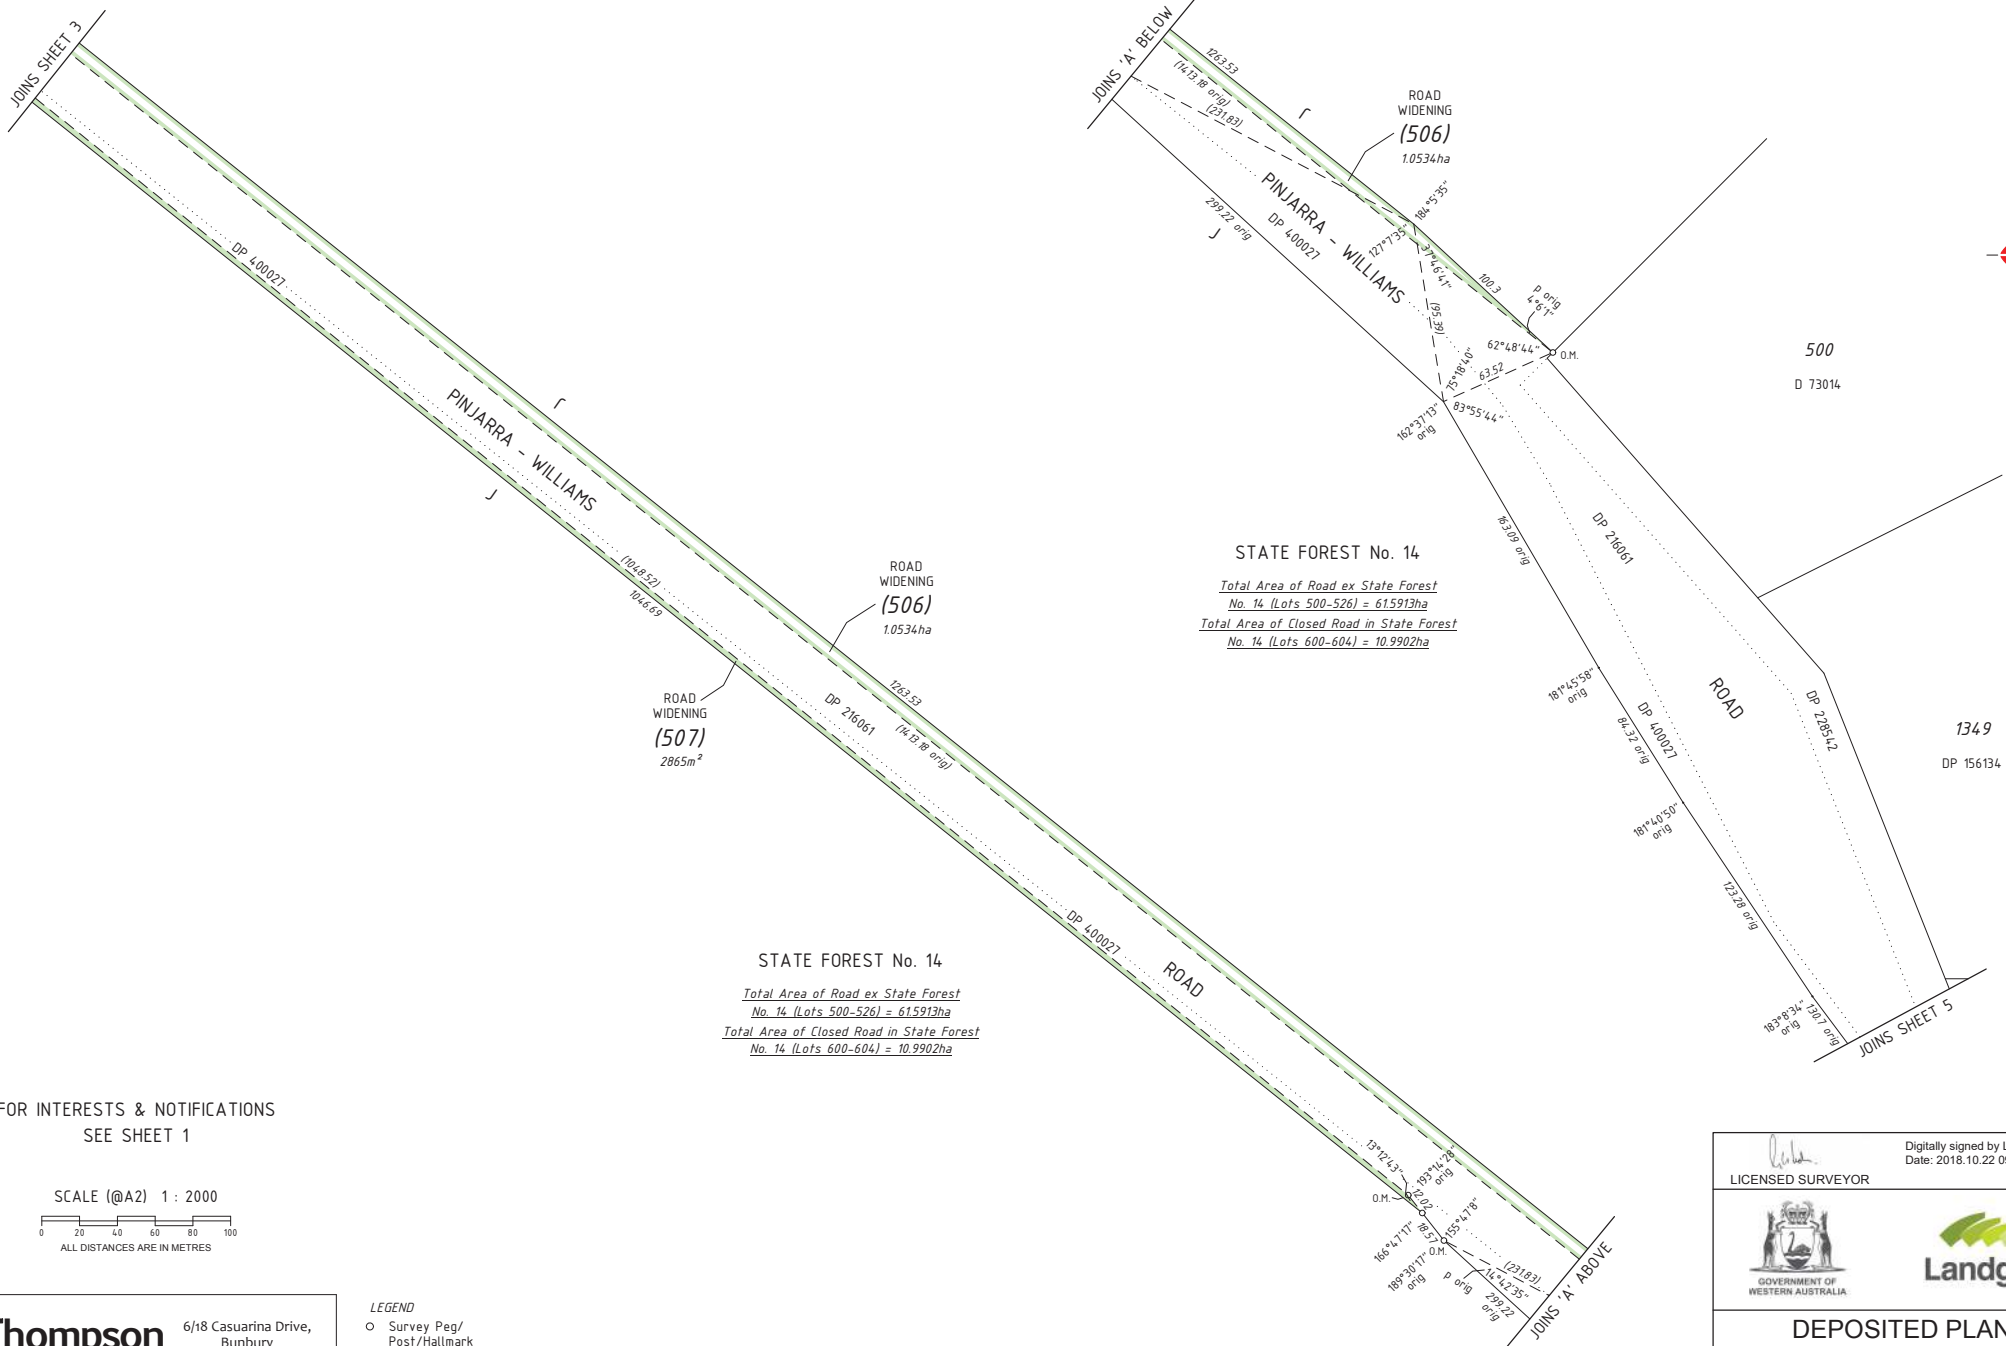 JOINS SHEET 3
DP 400027
PINJARRA - WILLIAMS
(1048.52)
1046.69
ROAD
WIDENING
(506)
1.0534ha
ROAD
WIDENING
(507)
2865m²
DP 216061
1263.53
(1413.18 orig)
DP 400027
ROAD
STATE FOREST No. 14
Total Area of Road ex State Forest
No. 14 (Lots 500-526) = 61.5913ha
Total Area of Closed Road in State Forest
No. 14 (Lots 600-604) = 10.9902ha
13°12'43"
193°14'28"
orig
O.M.
12.02
18.57
155°47'8"
166°47'17"
O.M.
189°30'17"
orig
p orig
14°42'35"
(231.83)
299.22
orig
JOINS 'A' ABOVE
JOINS 'A' BELOW
1263.53
(1413.18 orig)
(231.83)
ROAD
WIDENING
(506)
1.0534ha
PINJARRA - WILLIAMS
DP 400027
299.22 orig
184°5'35"
127°7'35"
37°46'41"
100.3
p orig
4°6'1"
(95.39)
62°48'44"
O.M.
75°18'40"
63.52
83°55'44"
162°37'13"
orig
500
D 73014
163.09 orig
DP 216061
STATE FOREST No. 14
Total Area of Road ex State Forest
No. 14 (Lots 500-526) = 61.5913ha
Total Area of Closed Road in State Forest
No. 14 (Lots 600-604) = 10.9902ha
181°45'58"
orig
84.32 orig
DP 400027
ROAD
DP 228542
1349
DP 156134
181°40'50"
orig
123.28 orig
183°8'34"
orig
130.7 orig
JOINS SHEET 5
FOR INTERESTS & NOTIFICATIONS
SEE SHEET 1
SCALE (@A2) 1 : 2000
0 20 40 60 80 100
ALL DISTANCES ARE IN METRES
Thompson
6/18 Casuarina Drive,
Bunbury
LEGEND
Survey Peg/
Post/Hallmark
Digitally signed by L
Date: 2018.10.22 0
LICENSED SURVEYOR
GOVERNMENT OF
WESTERN AUSTRALIA
Landg
DEPOSITED PLAN